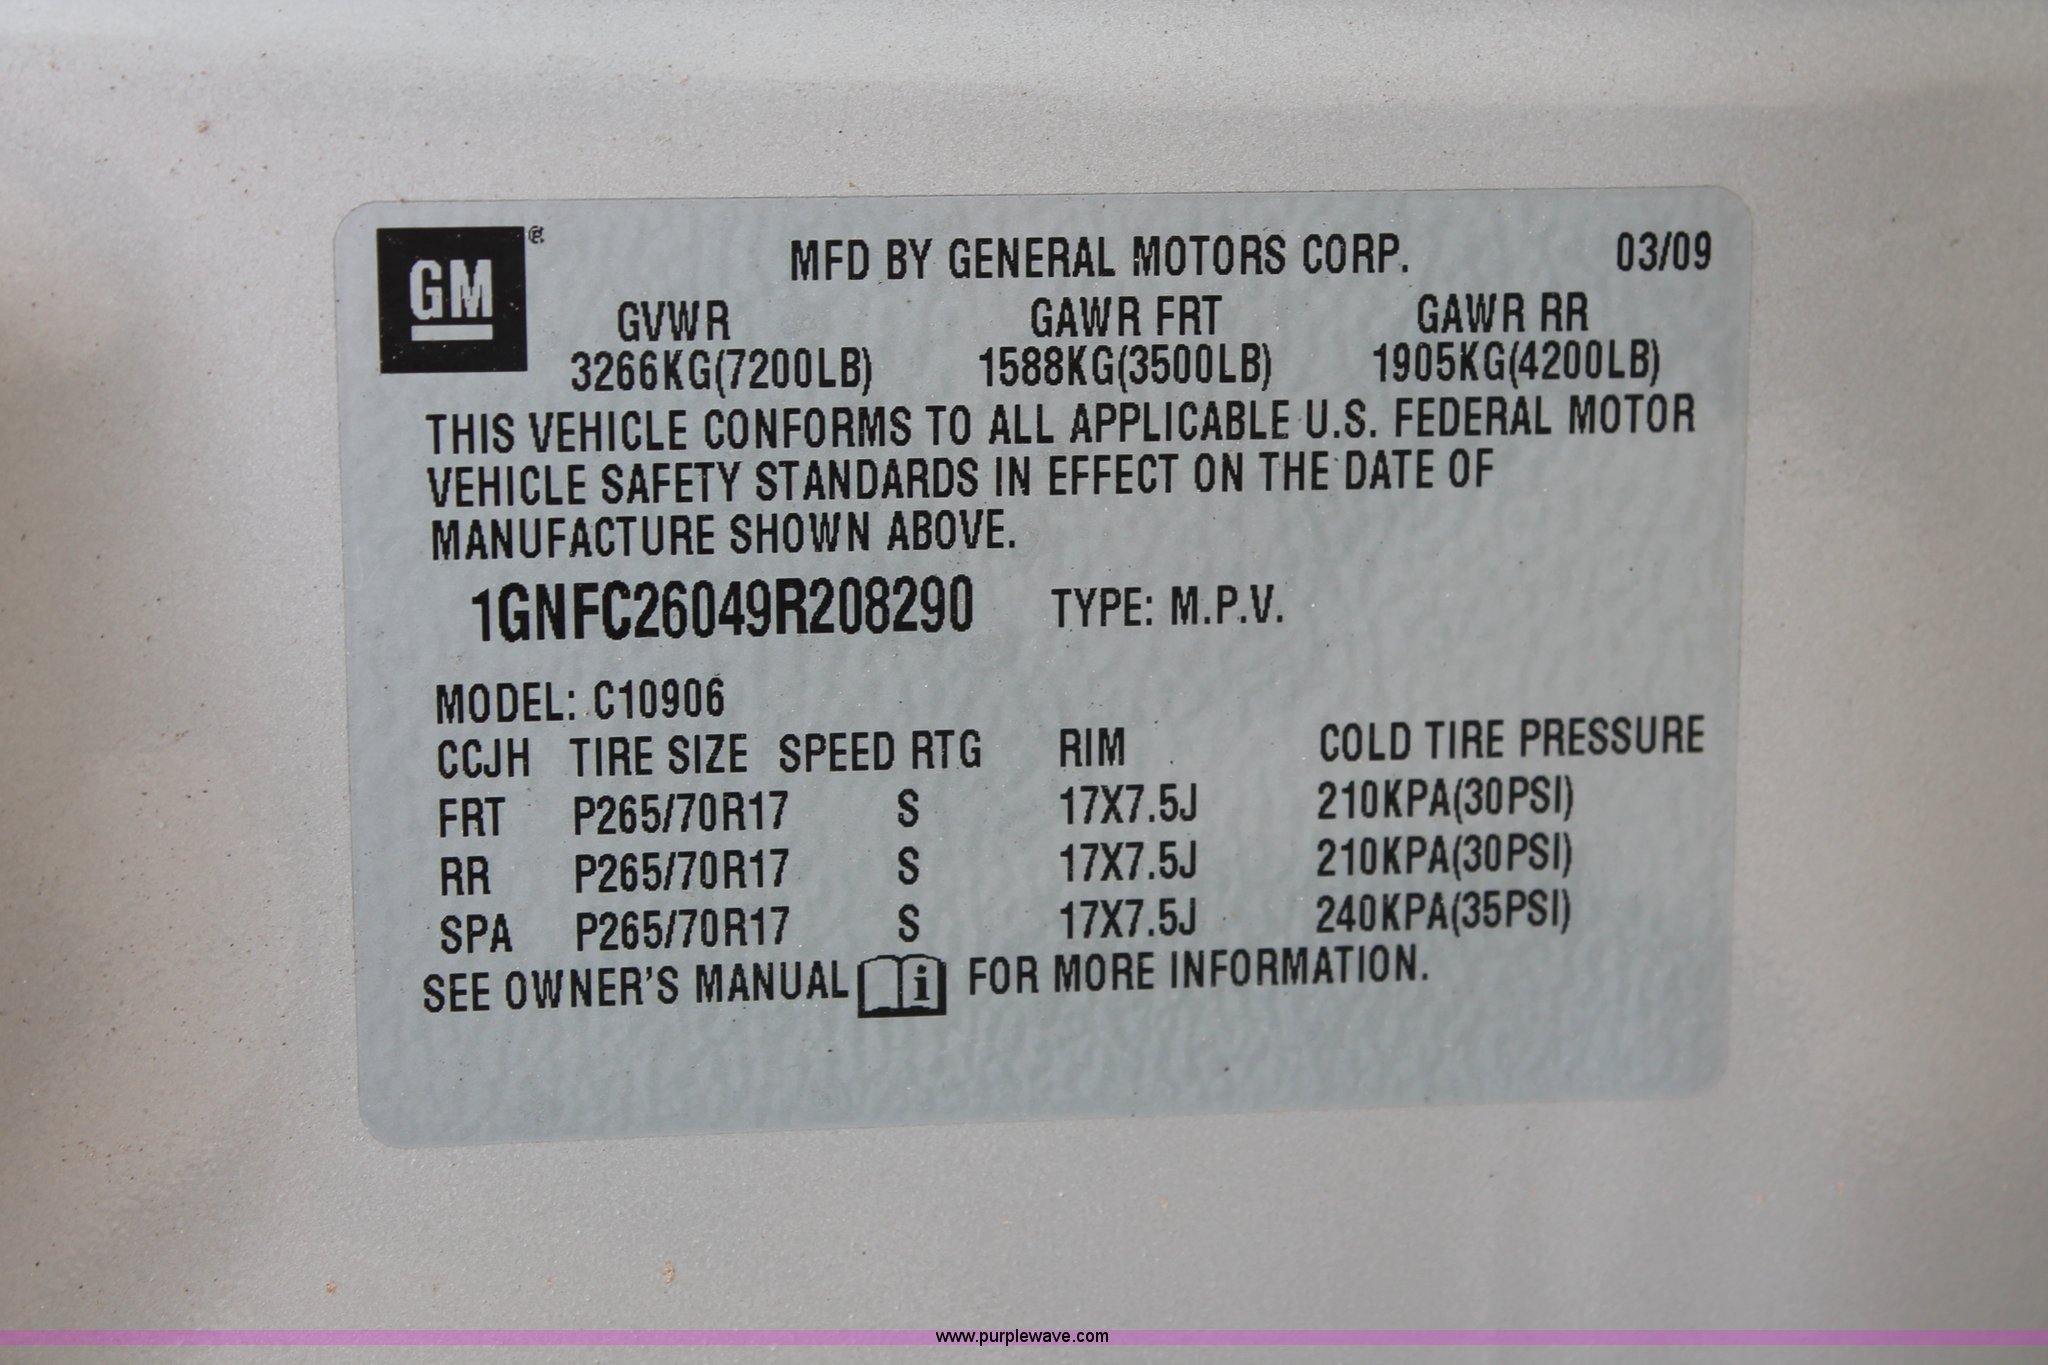 GM®
MFD BY GENERAL MOTORS CORP. 03/09
GVWR GAWR FRT GAWR RR
3266KG(7200LB) 1588KG(3500LB) 1905KG(4200LB)
THIS VEHICLE CONFORMS TO ALL APPLICABLE U.S. FEDERAL MOTOR
VEHICLE SAFETY STANDARDS IN EFFECT ON THE DATE OF
MANUFACTURE SHOWN ABOVE.
1GNFC26049R208290 TYPE: M.P.V.
MODEL: C10906
CCJH TIRE SIZE SPEED RTG RIM COLD TIRE PRESSURE
FRT P265/70R17 S 17X7.5J 210KPA(30PSI)
RR P265/70R17 S 17X7.5J 210KPA(30PSI)
SPA P265/70R17 S 17X7.5J 240KPA(35PSI)
SEE OWNER'S MANUAL i FOR MORE INFORMATION.
www.purplewave.com